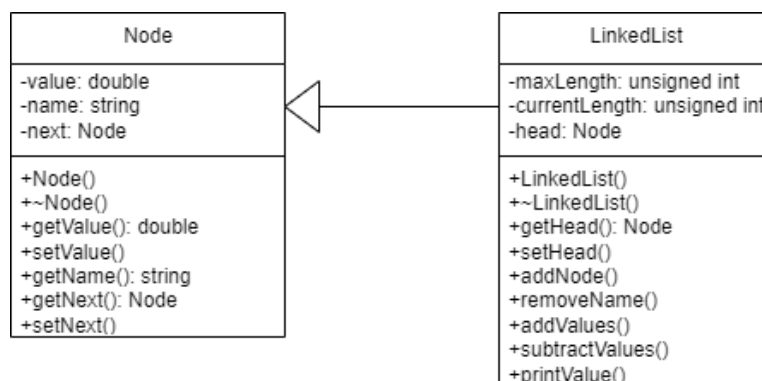 Node
-value: double
-name: string
-next: Node
+Node()
+~Node()
+getValue(): double
+setValue()
+getName(): string
+getNext(): Node
+setNext()
LinkedList
-maxLength: unsigned int
-currentLength: unsigned int
-head: Node
+LinkedList()
+~LinkedList()
+getHead(): Node
+setHead()
+addNode()
+removeName()
+addValues()
+subtractValues()
+printValue()